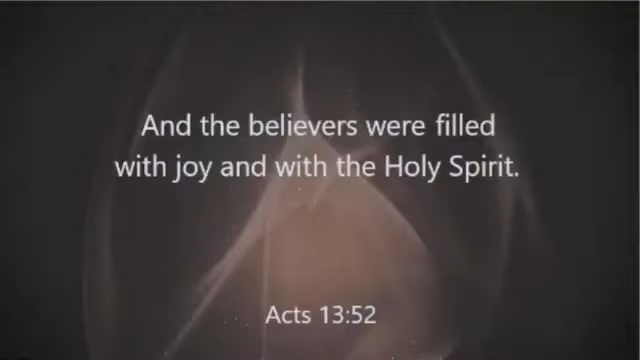 And the believers were filled
with joy and with the Holy Spirit.
Acts 13:52